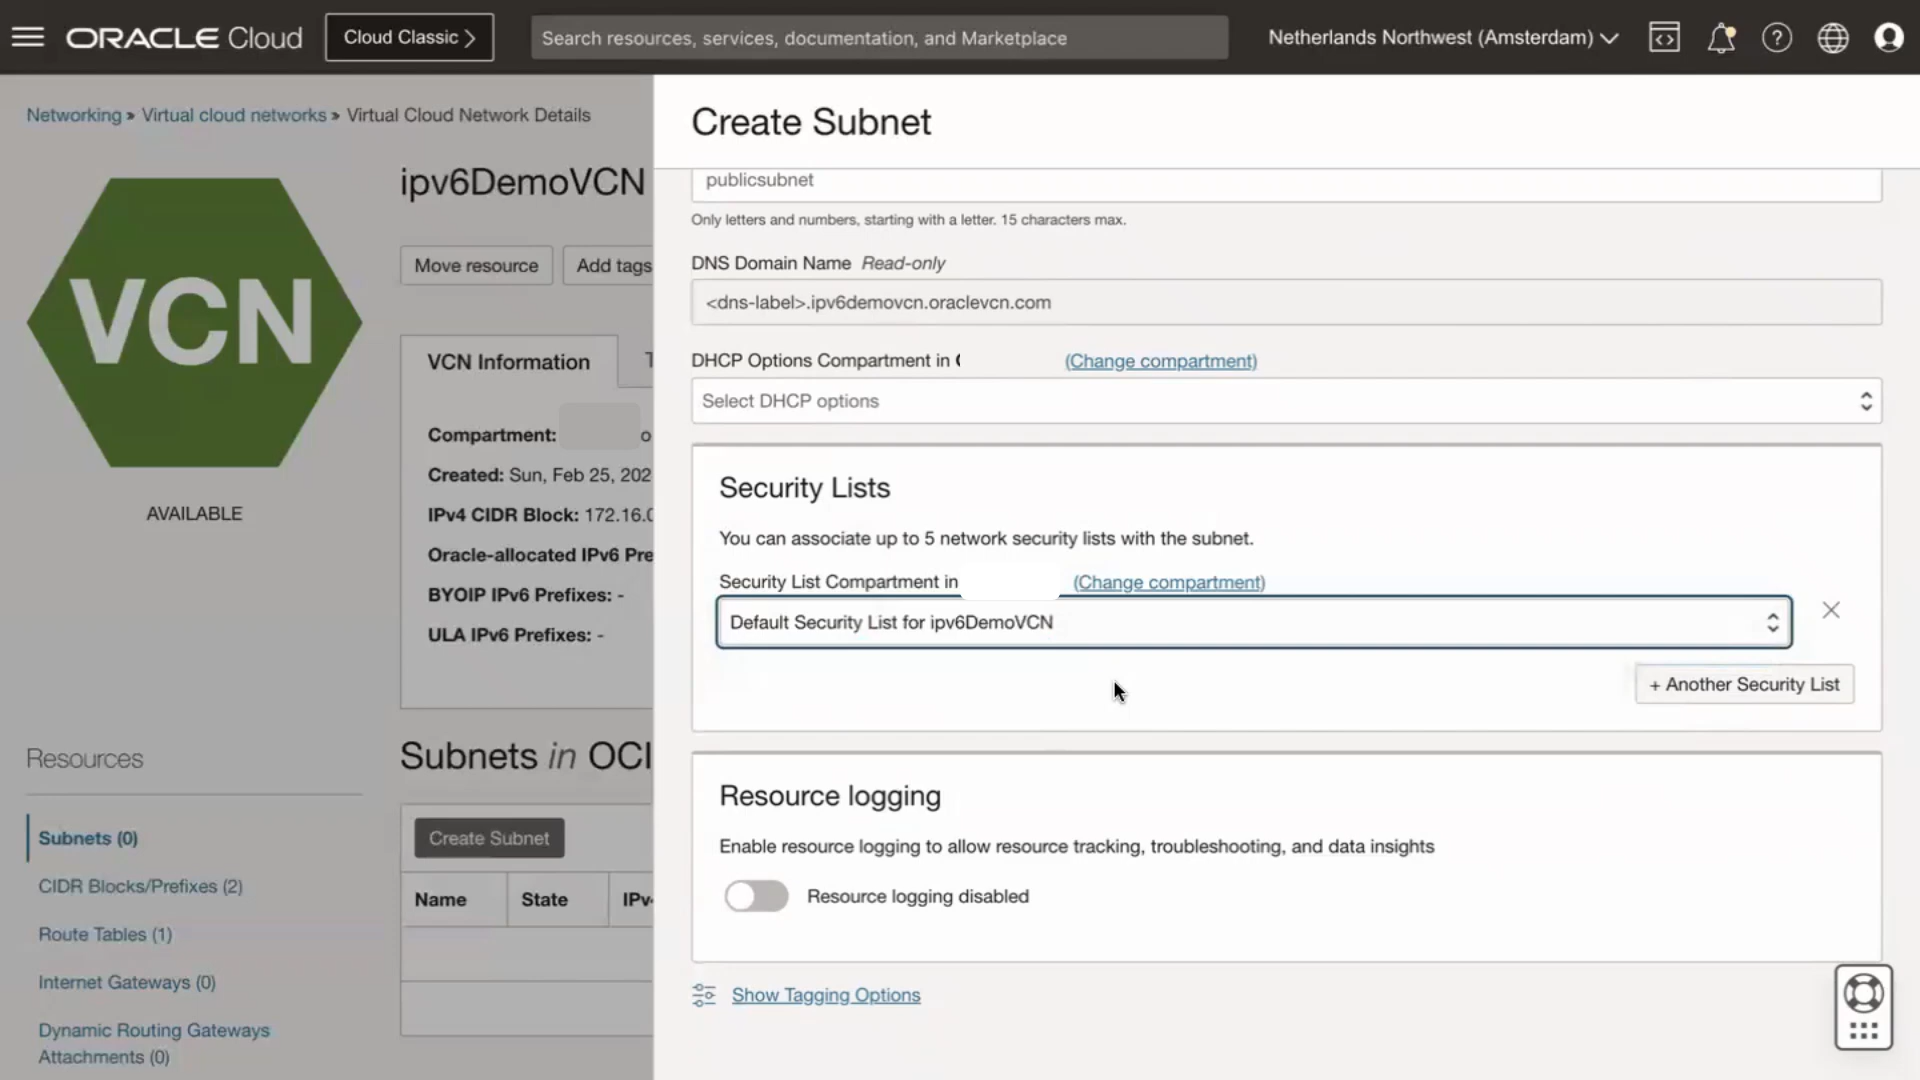 ORACLE Cloud
Cloud Classic
Search resources, services, documentation, and Marketplace
Netherlands Northwest (Amsterdam)
Networking » Virtual cloud networks » Virtual Cloud Network Details
VCN
AVAILABLE
ipv6DemoVCN
Move resource
Add tags
VCN Information
T
Compartment:
o
Created: Sun, Feb 25, 202
IPv4 CIDR Block: 172.16.0
Oracle-allocated IPv6 Pre
BYOIP IPv6 Prefixes: -
ULA IPv6 Prefixes: -
Resources
Subnets (0)
CIDR Blocks/Prefixes (2)
Route Tables (1)
Internet Gateways (0)
Dynamic Routing Gateways
Attachments (0)
Subnets in OCI
Create Subnet
Name
State
IPv
Create Subnet
publicsubnet
Only letters and numbers, starting with a letter. 15 characters max.
DNS Domain Name Read-only
<dns-label>.ipv6demovcn.oraclevcn.com
DHCP Options Compartment in
(Change compartment)
Select DHCP options
Security Lists
You can associate up to 5 network security lists with the subnet.
Security List Compartment in
(Change compartment)
Default Security List for ipv6DemoVCN
+ Another Security List
Resource logging
Enable resource logging to allow resource tracking, troubleshooting, and data insights
Resource logging disabled
Show Tagging Options